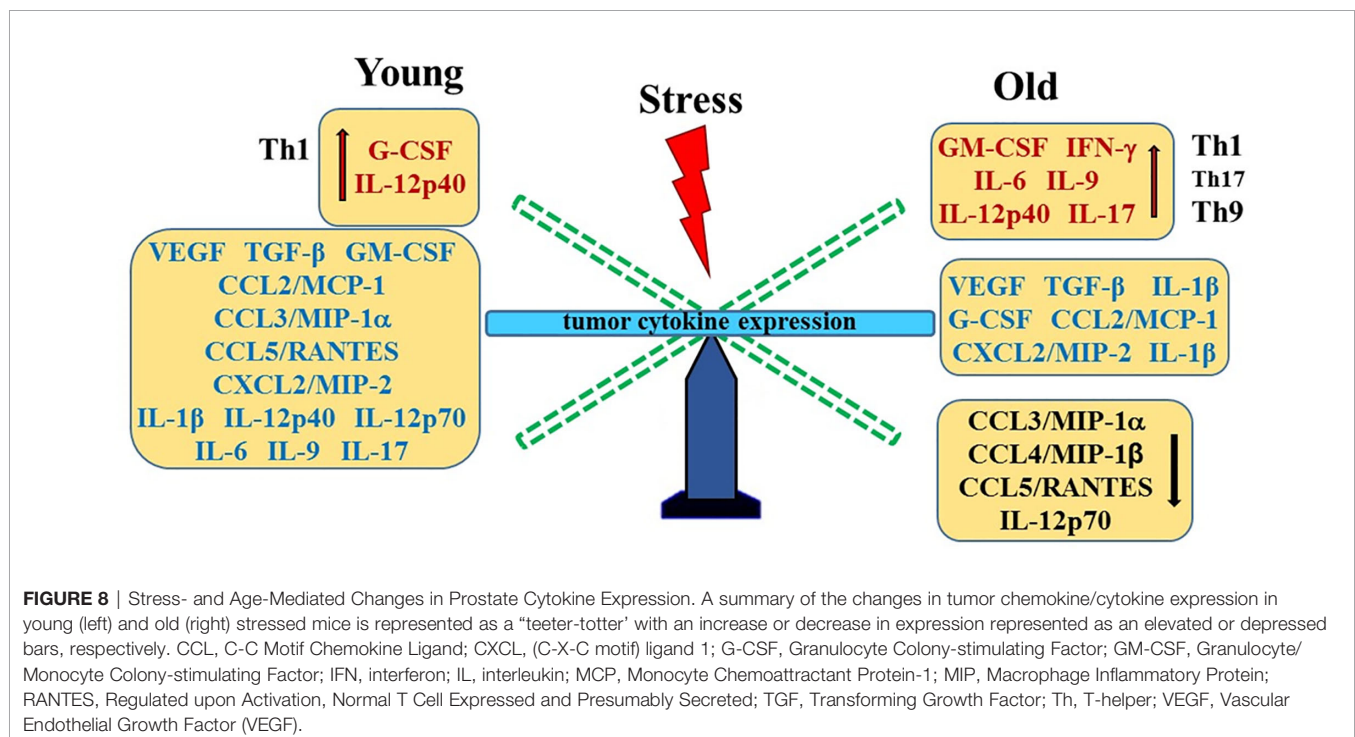 Young
Stress
Old
Th1
G-CSF
IL-12p40
VEGF TGF-β GM-CSF
CCL2/MCP-1
CCL3/MIP-1α
CCL5/RANTES
CXCL2/MIP-2
IL-1β IL-12p40 IL-12p70
IL-6 IL-9 IL-17
tumor cytokine expression
GM-CSF IFN-γ
IL-6 IL-9
IL-12p40 IL-17
Th1
Th17
Th9
VEGF TGF-β IL-1β
G-CSF CCL2/MCP-1
CXCL2/MIP-2 IL-1β
CCL3/MIP-1α
CCL4/MIP-1β
CCL5/RANTES
IL-12p70
FIGURE 8 | Stress- and Age-Mediated Changes in Prostate Cytokine Expression. A summary of the changes in tumor chemokine/cytokine expression in
young (left) and old (right) stressed mice is represented as a “teeter-totter’ with an increase or decrease in expression represented as an elevated or depressed
bars, respectively. CCL, C-C Motif Chemokine Ligand; CXCL, (C-X-C motif) ligand 1; G-CSF, Granulocyte Colony-stimulating Factor; GM-CSF, Granulocyte/
Monocyte Colony-stimulating Factor; IFN, interferon; IL, interleukin; MCP, Monocyte Chemoattractant Protein-1; MIP, Macrophage Inflammatory Protein;
RANTES, Regulated upon Activation, Normal T Cell Expressed and Presumably Secreted; TGF, Transforming Growth Factor; Th, T-helper; VEGF, Vascular
Endothelial Growth Factor (VEGF).